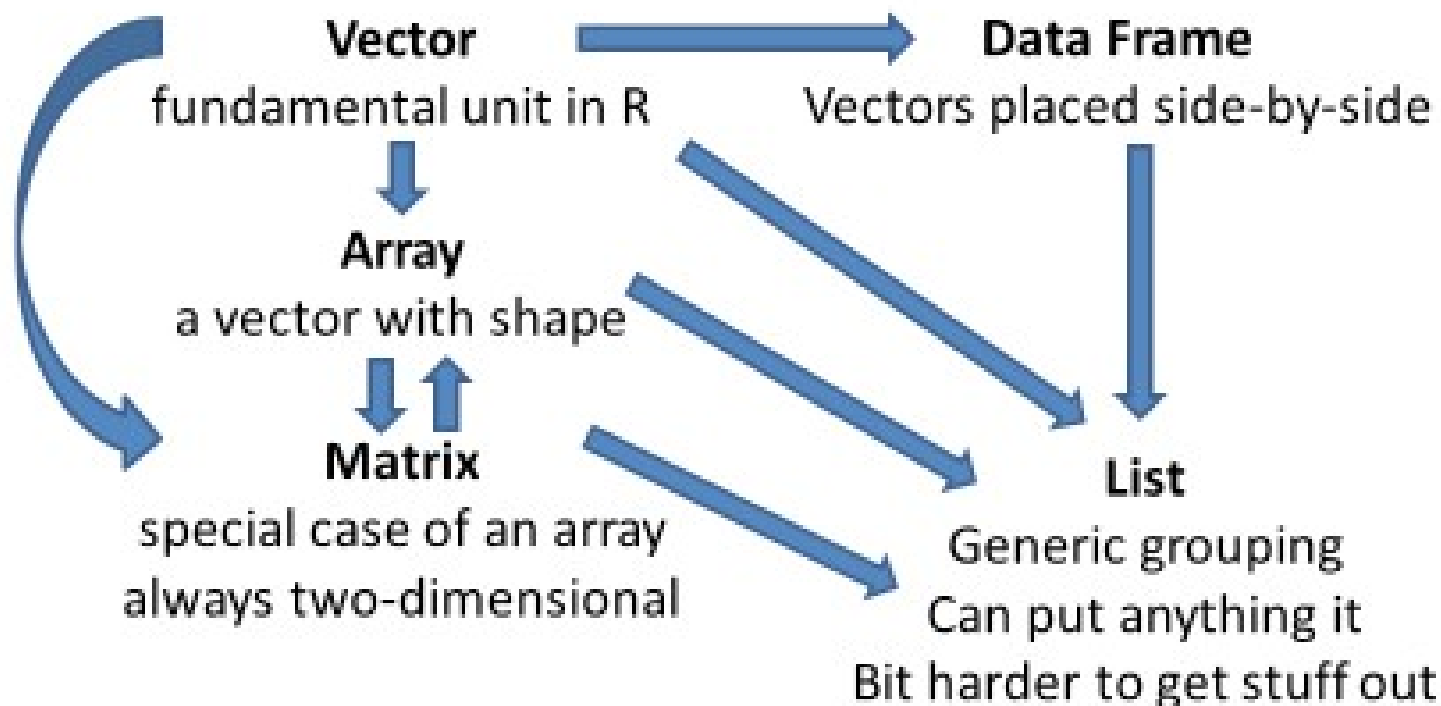 Vector
fundamental unit in R
Data Frame
Vectors placed side-by-side
Array
a vector with shape
Matrix
special case of an array
always two-dimensional
List
Generic grouping
Can put anything it
Bit harder to get stuff out